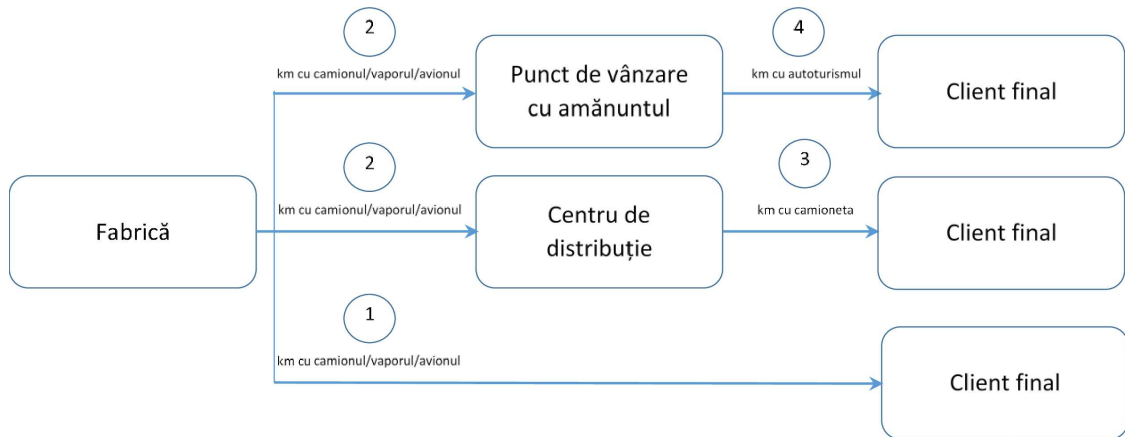 2
4
km cu camionul/vaporul/avionul
Punct de vânzare
cu amănuntul
km cu autoturismul
Client final
2
3
Fabrică
km cu camionul/vaporul/avionul
Centru de
distribuție
km cu camioneta
Client final
1
km cu camionul/vaporul/avionul
Client final